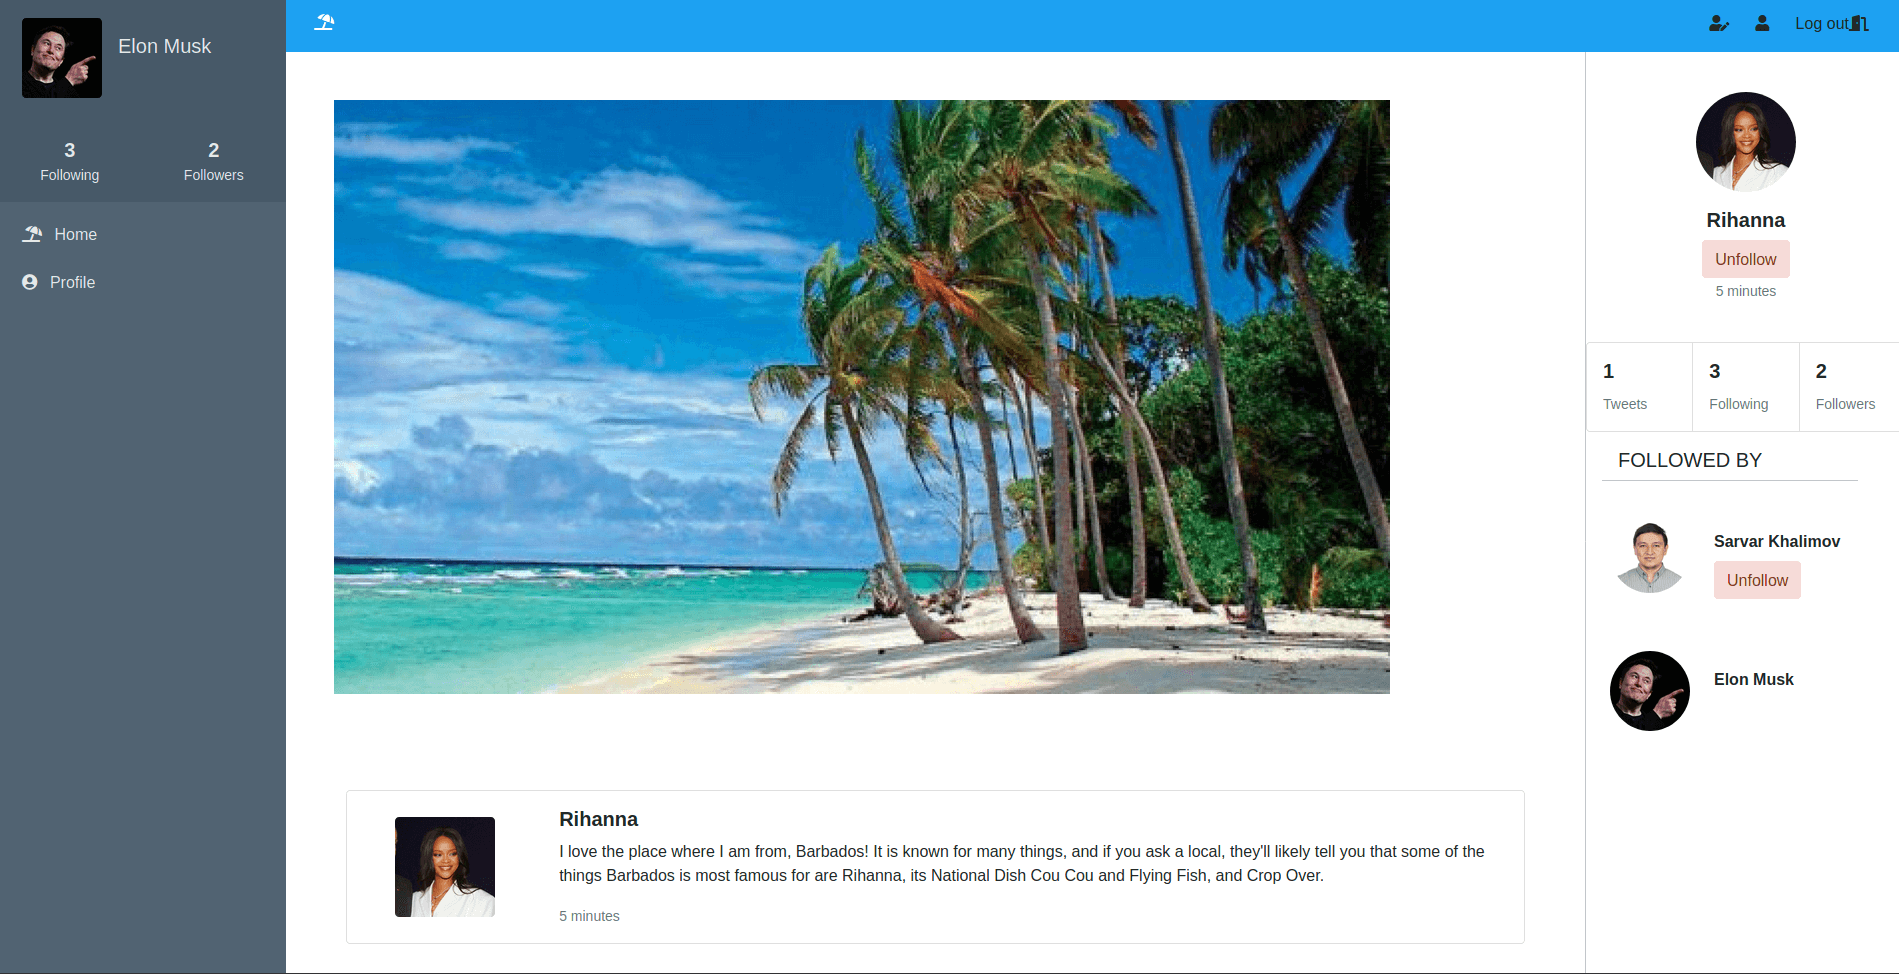 Elon Musk
3
Following
2
Followers
Home
Profile
Log out
Rihanna
I love the place where I am from, Barbados! It is known for many things, and if you ask a local, they'll likely tell you that some of the
things Barbados is most famous for are Rihanna, its National Dish Cou Cou and Flying Fish, and Crop Over.
5 minutes
Rihanna
Unfollow
5 minutes
1
Tweets
3
Following
2
Followers
FOLLOWED BY
Sarvar Khalimov
Unfollow
Elon Musk